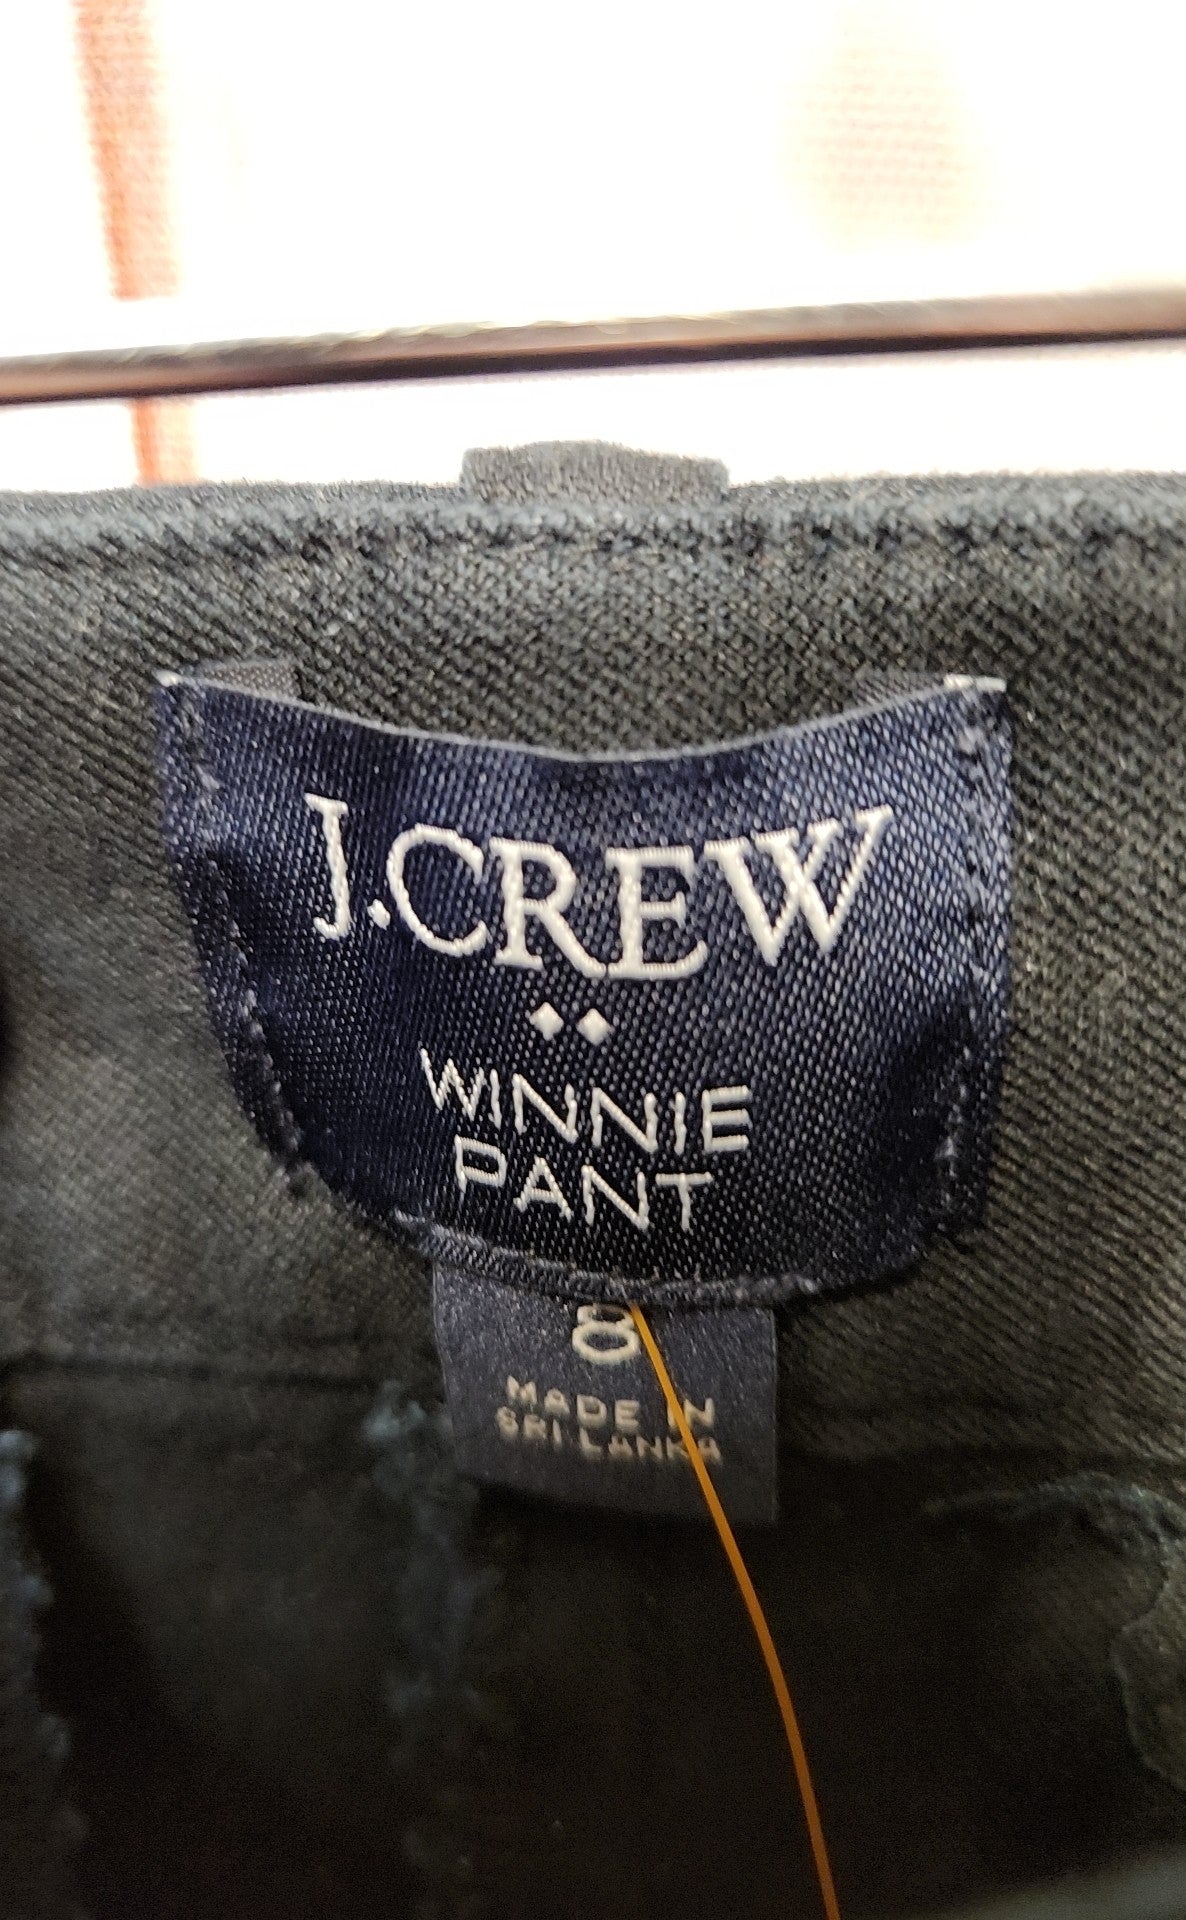 J.CREW
WINNIE
PANT
8
MADE IN
SRI LANKA